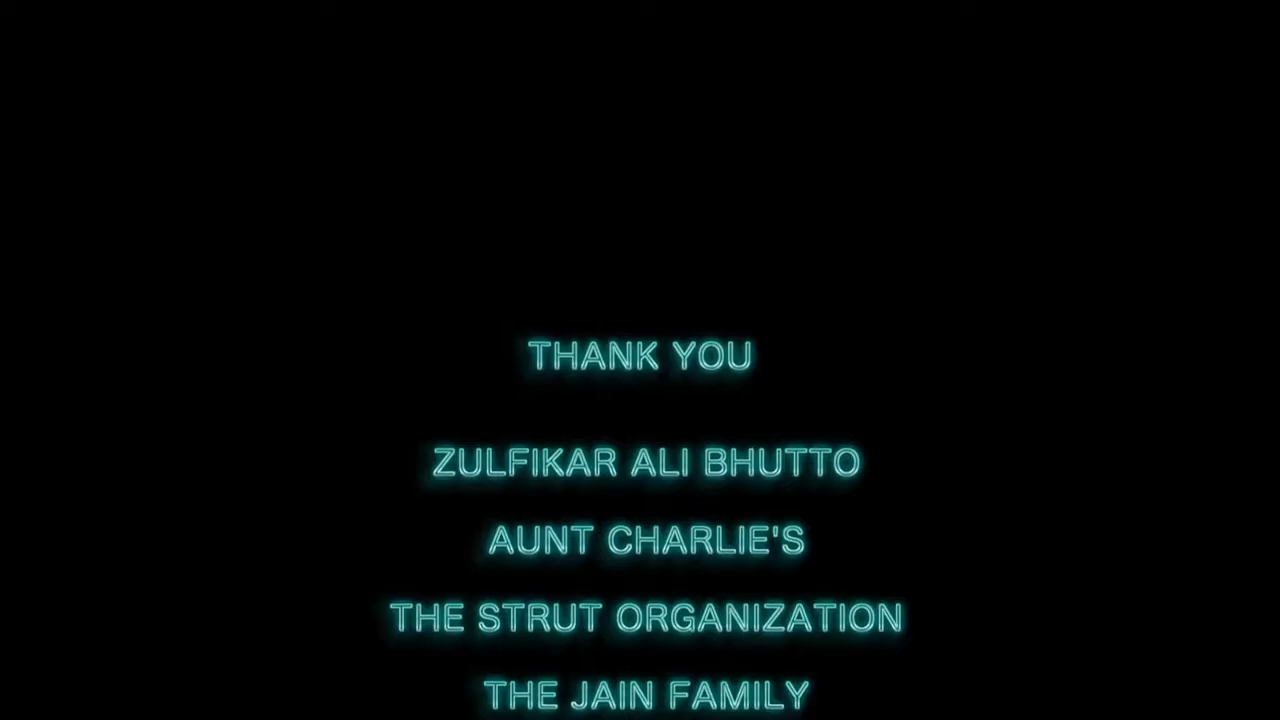 THANK YOU
ZULFIKAR ALI BHUTTO
AUNT CHARLIE'S
THE STRUT ORGANIZATION
THE JAIN FAMILY